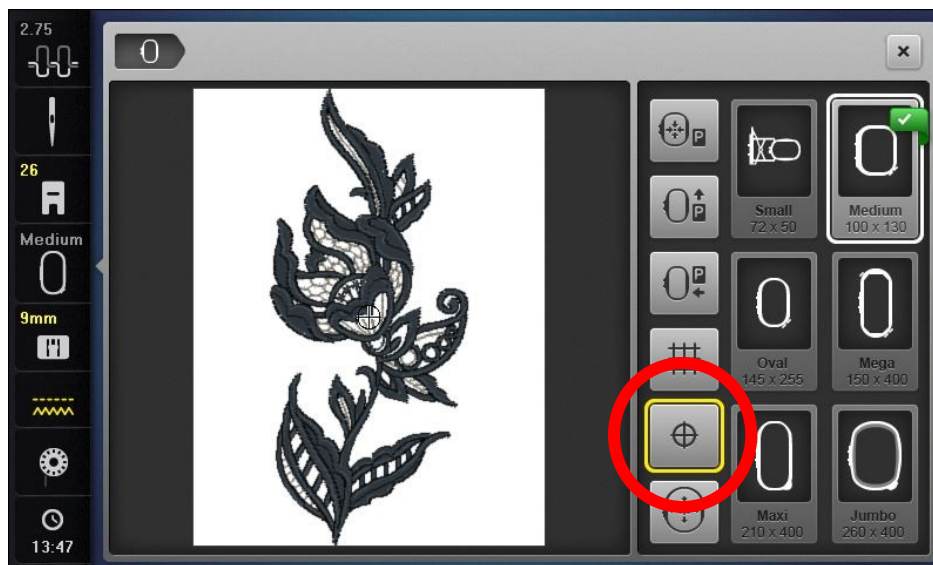 2.75
26
Medium
9mm
13:47
P
P
P
Small
72 x 50
Medium
100 x 130
Oval
145 x 255
Mega
150 x 400
Maxi
210 x 400
Jumbo
260 x 400